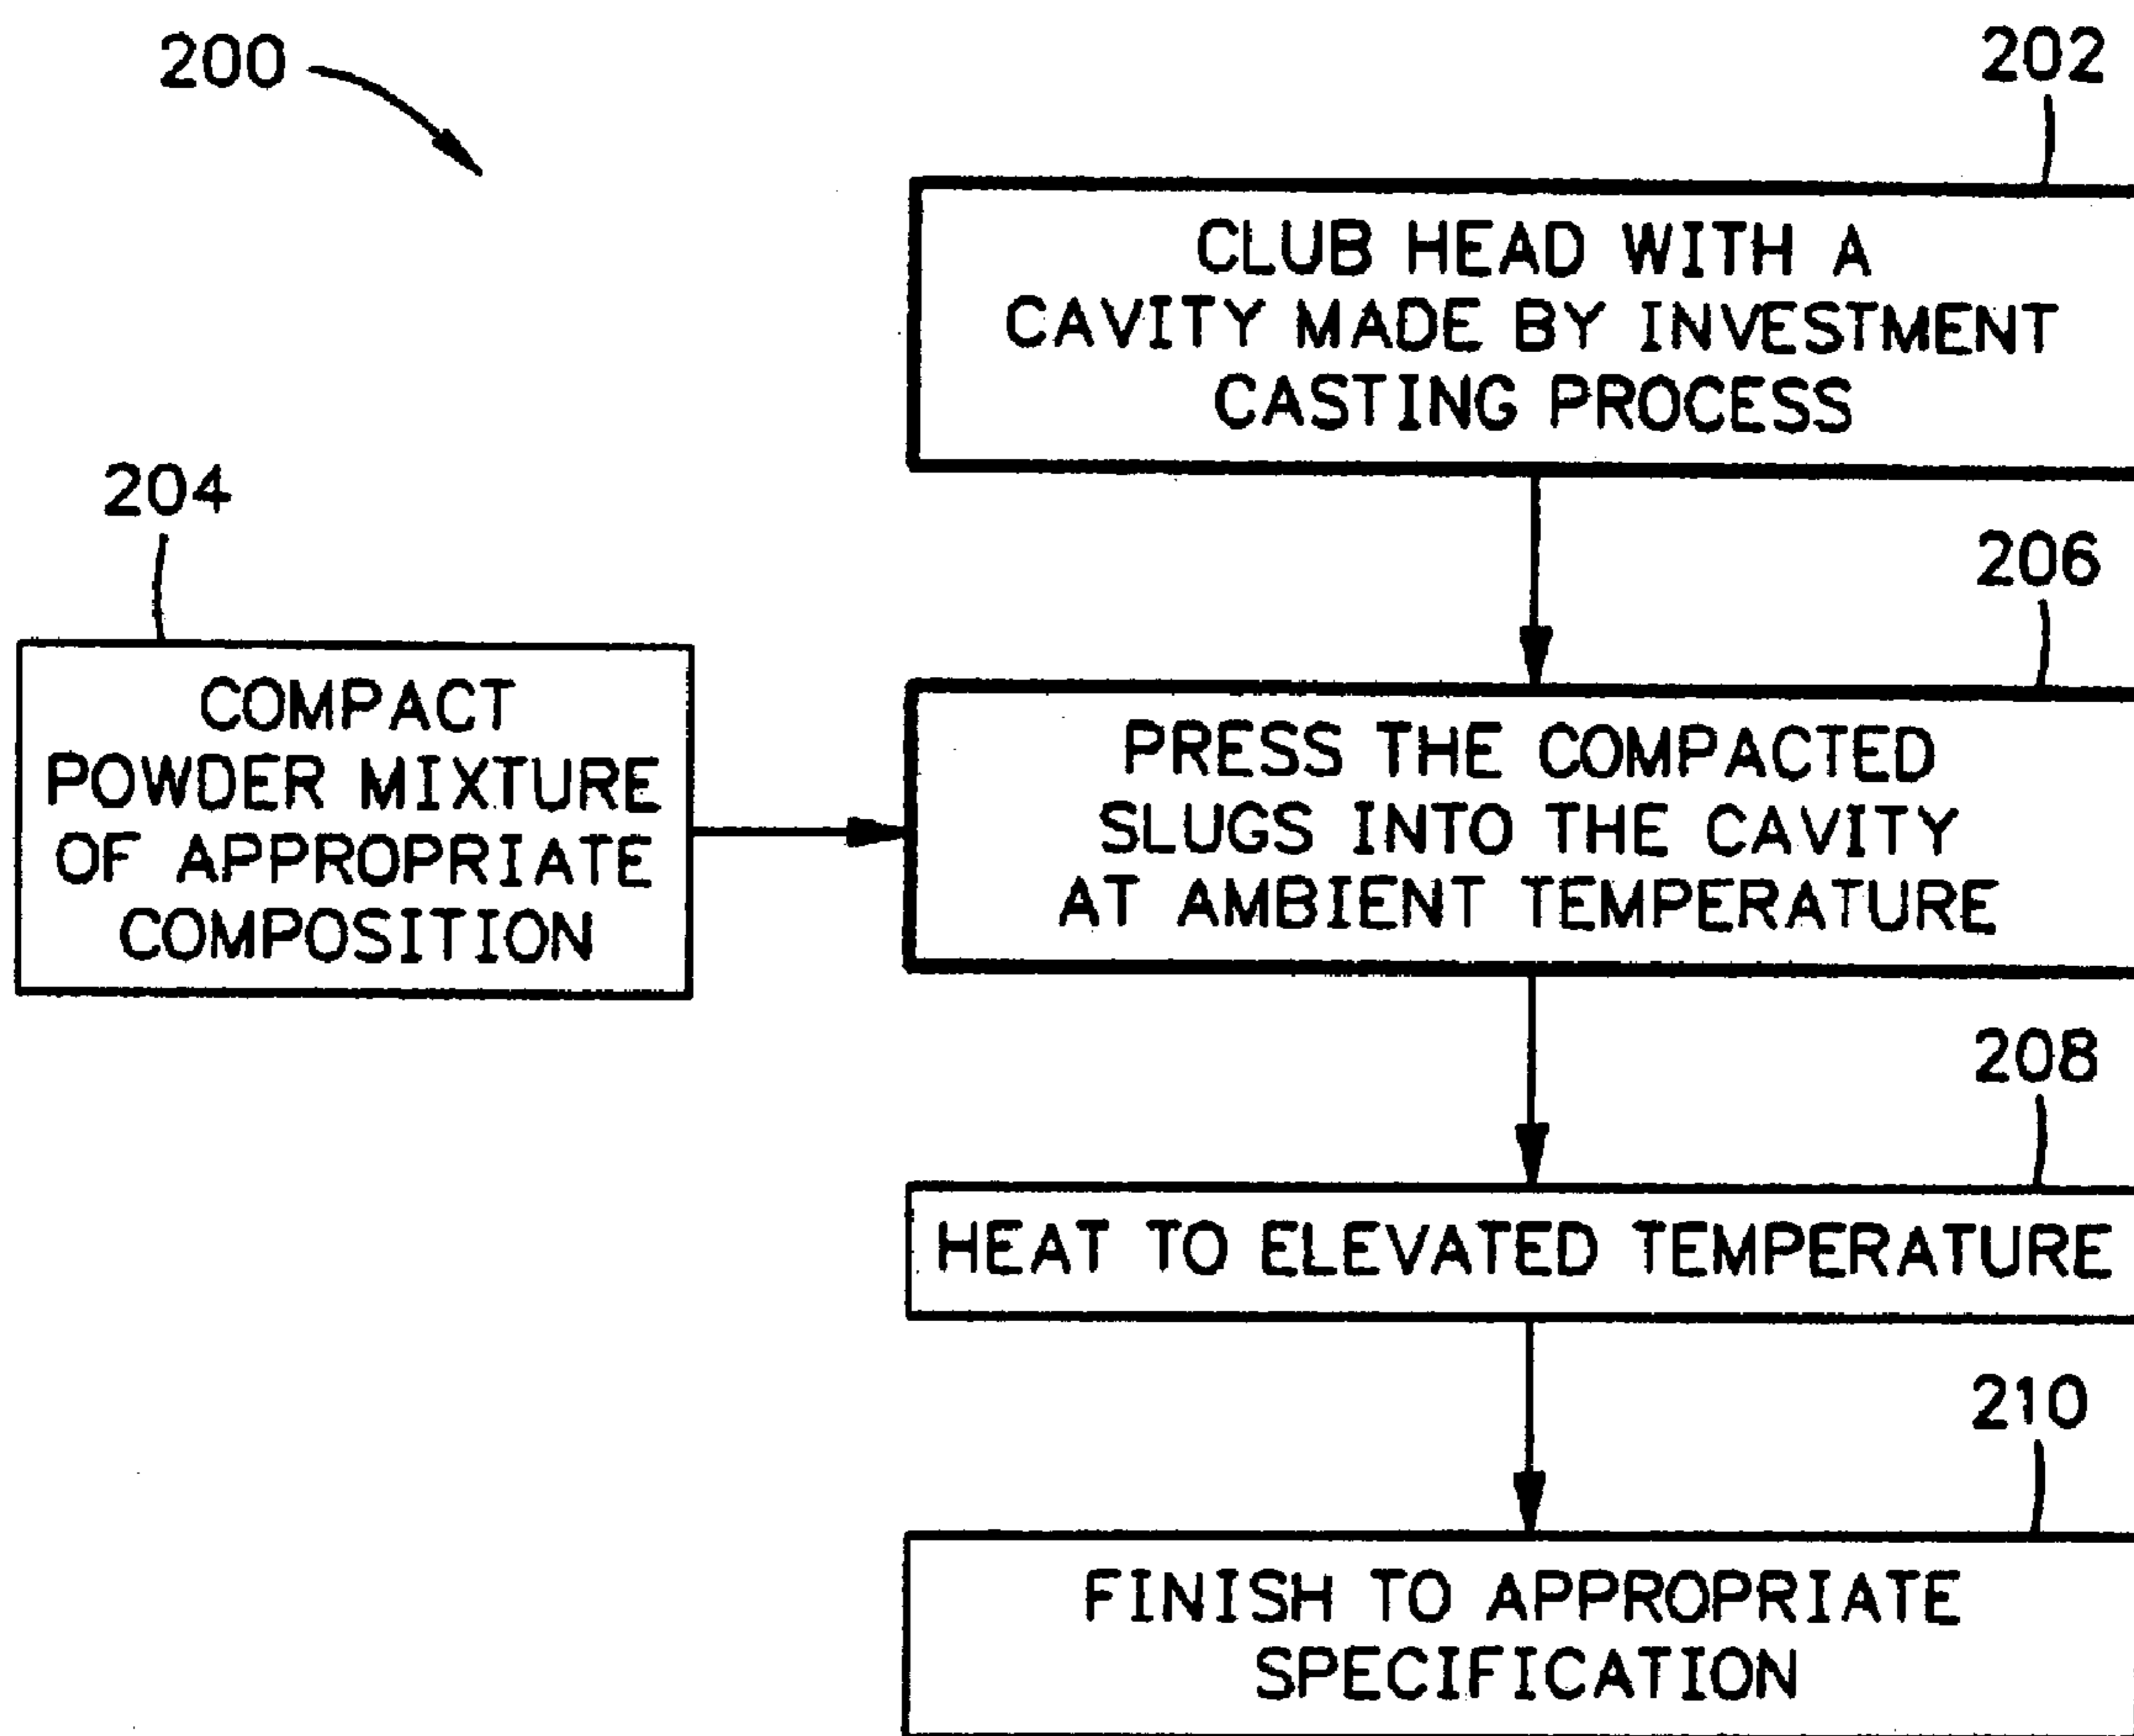 200
202
CLUB HEAD WITH A
CAVITY MADE BY INVESTMENT
CASTING PROCESS
204
COMPACT
POWDER MIXTURE
OF APPROPRIATE
COMPOSITION
206
PRESS THE COMPACTED
SLUGS INTO THE CAVITY
AT AMBIENT TEMPERATURE
208
HEAT TO ELEVATED TEMPERATURE
210
FINISH TO APPROPRIATE
SPECIFICATION